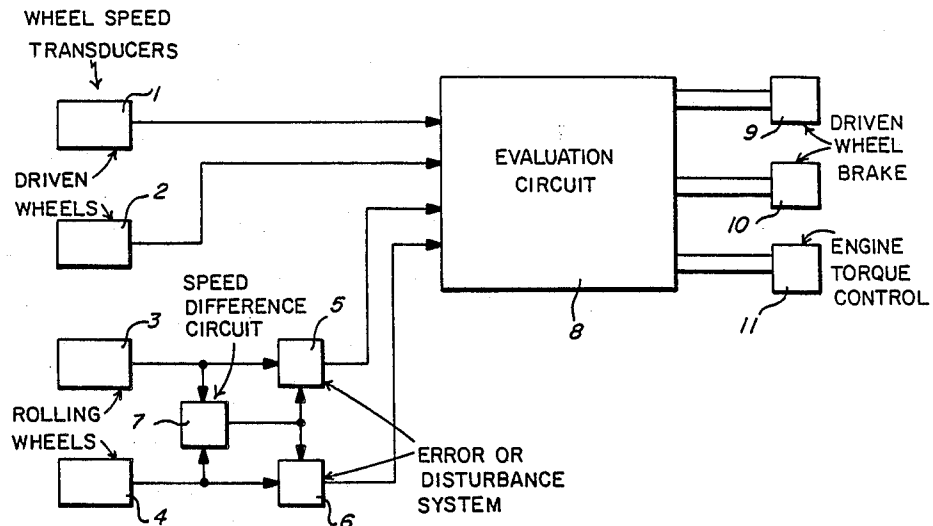 WHEEL SPEED
TRANSDUCERS
1
DRIVEN
WHEELS
2
3
ROLLING
WHEELS
4
SPEED
DIFFERENCE
CIRCUIT
5
7
6
ERROR OR
DISTURBANCE
SYSTEM
EVALUATION
CIRCUIT
8
9
DRIVEN
WHEEL
BRAKE
10
ENGINE
TORQUE
CONTROL
11